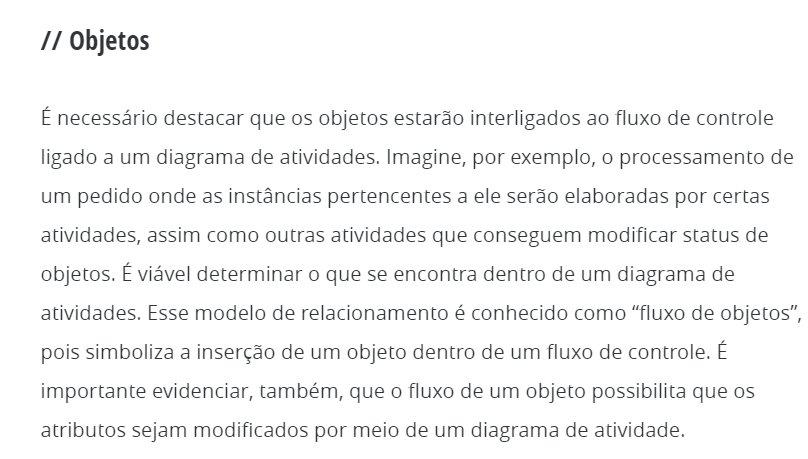 // Objetos
É necessário destacar que os objetos estarão interligados ao fluxo de controle
ligado a um diagrama de atividades. Imagine, por exemplo, o processamento de
um pedido onde as instâncias pertencentes a ele serão elaboradas por certas
atividades, assim como outras atividades que conseguem modificar status de
objetos. É viável determinar o que se encontra dentro de um diagrama de
atividades. Esse modelo de relacionamento é conhecido como “fluxo de objetos”,
pois simboliza a inserção de um objeto dentro de um fluxo de controle. É
importante evidenciar, também, que o fluxo de um objeto possibilita que os
atributos sejam modificados por meio de um diagrama de atividade.